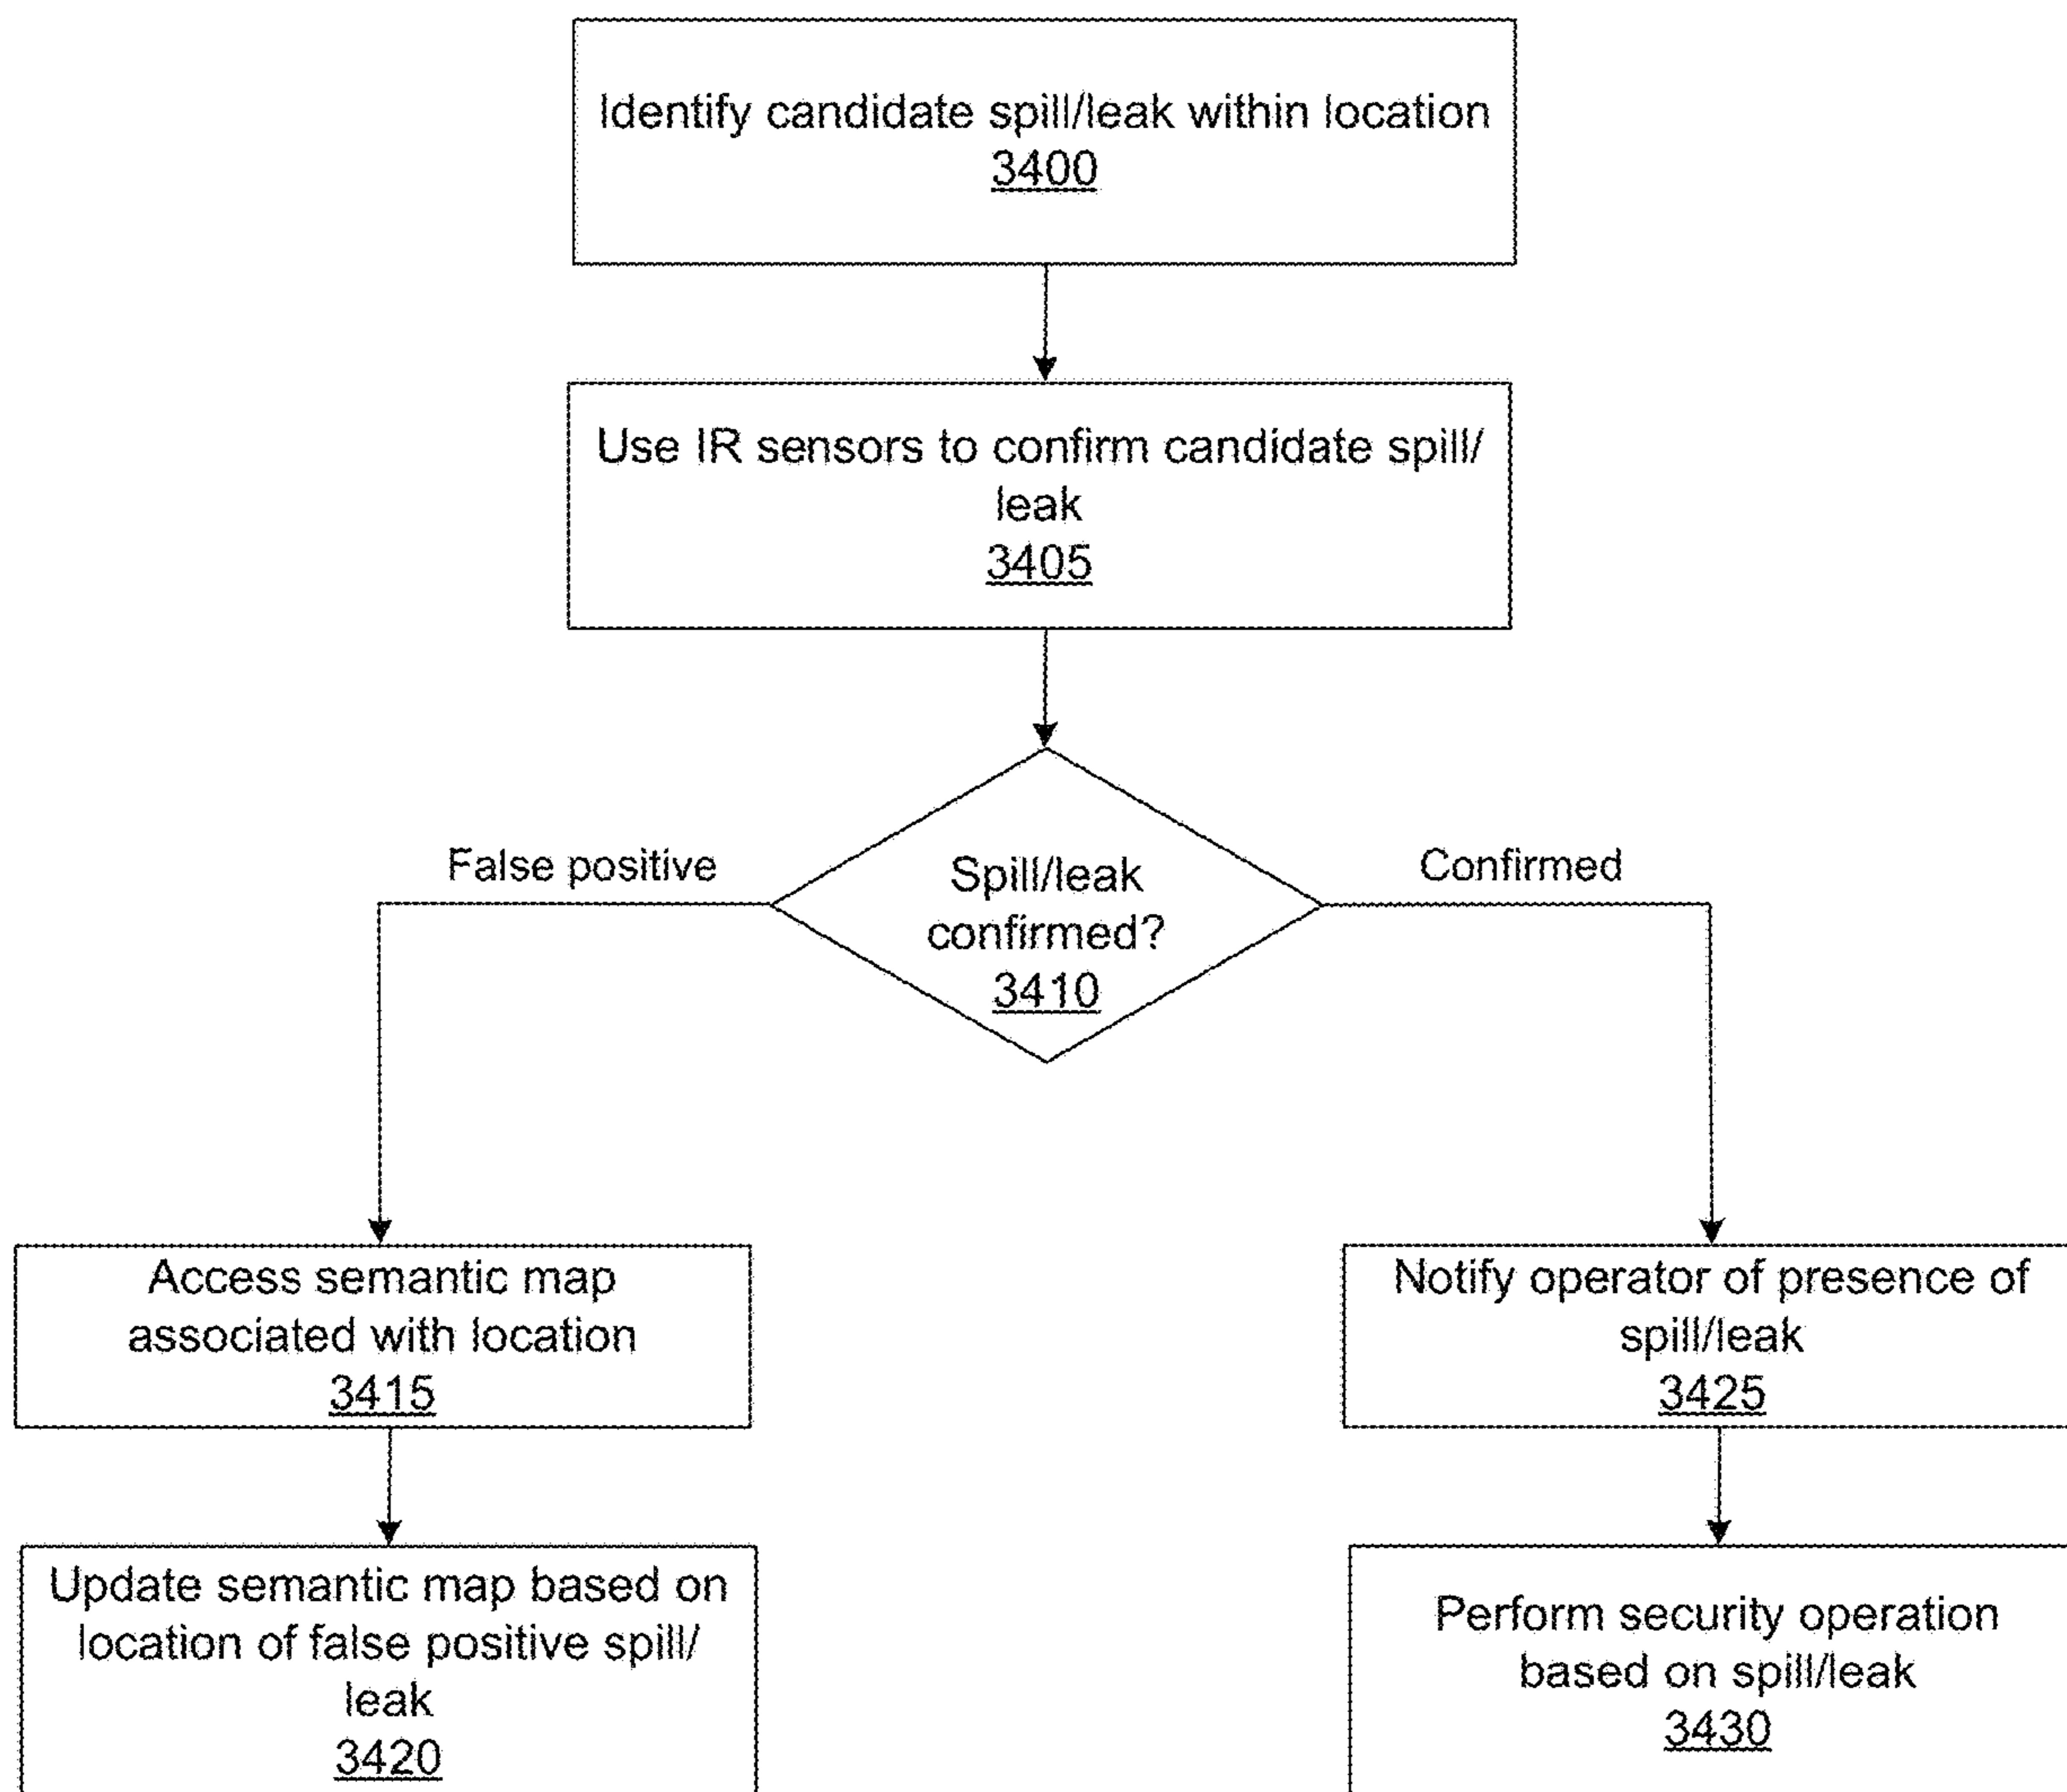 Identify candidate spill/leak within location
3400
Use IR sensors to confirm candidate spill/
leak
3405
False positive
Spill/leak
confirmed?
3410
Confirmed
Access semantic map
associated with location
3415
Notify operator of presence of
spill/leak
3425
Update semantic map based on
location of false positive spill/
leak
3420
Perform security operation
based on spill/leak
3430